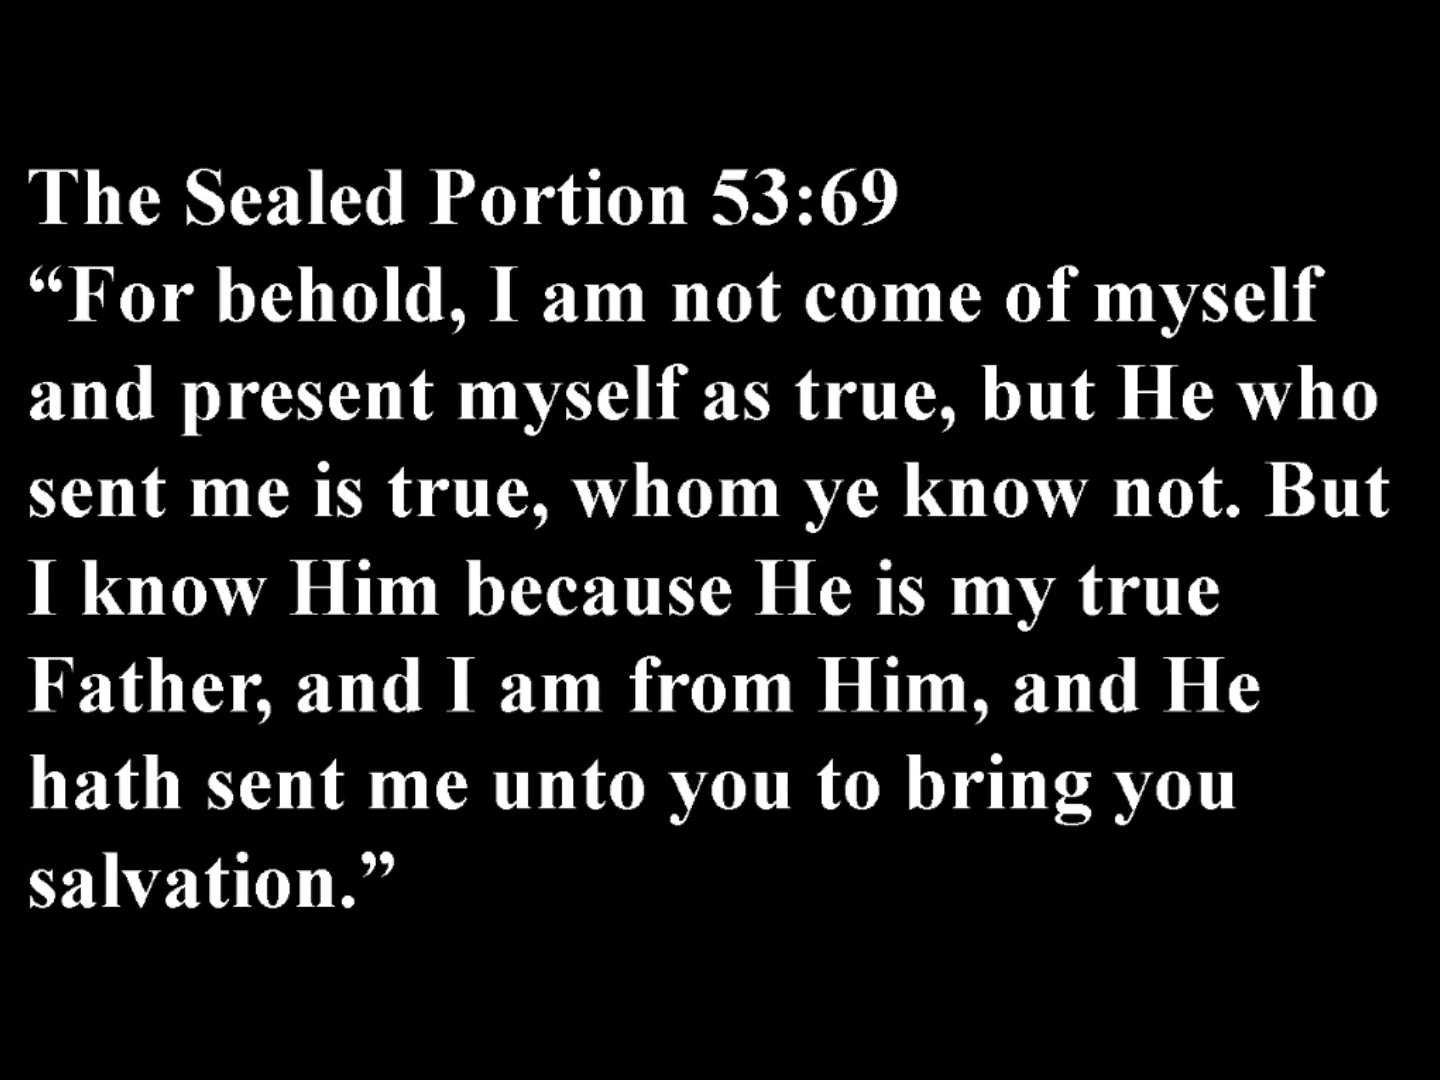 The Sealed Portion 53:69
“For behold, I am not come of myself
and present myself as true, but He who
sent me is true, whom ye know not. But
I know Him because He is my true
Father, and I am from Him, and He
hath sent me unto you to bring you
salvation.”